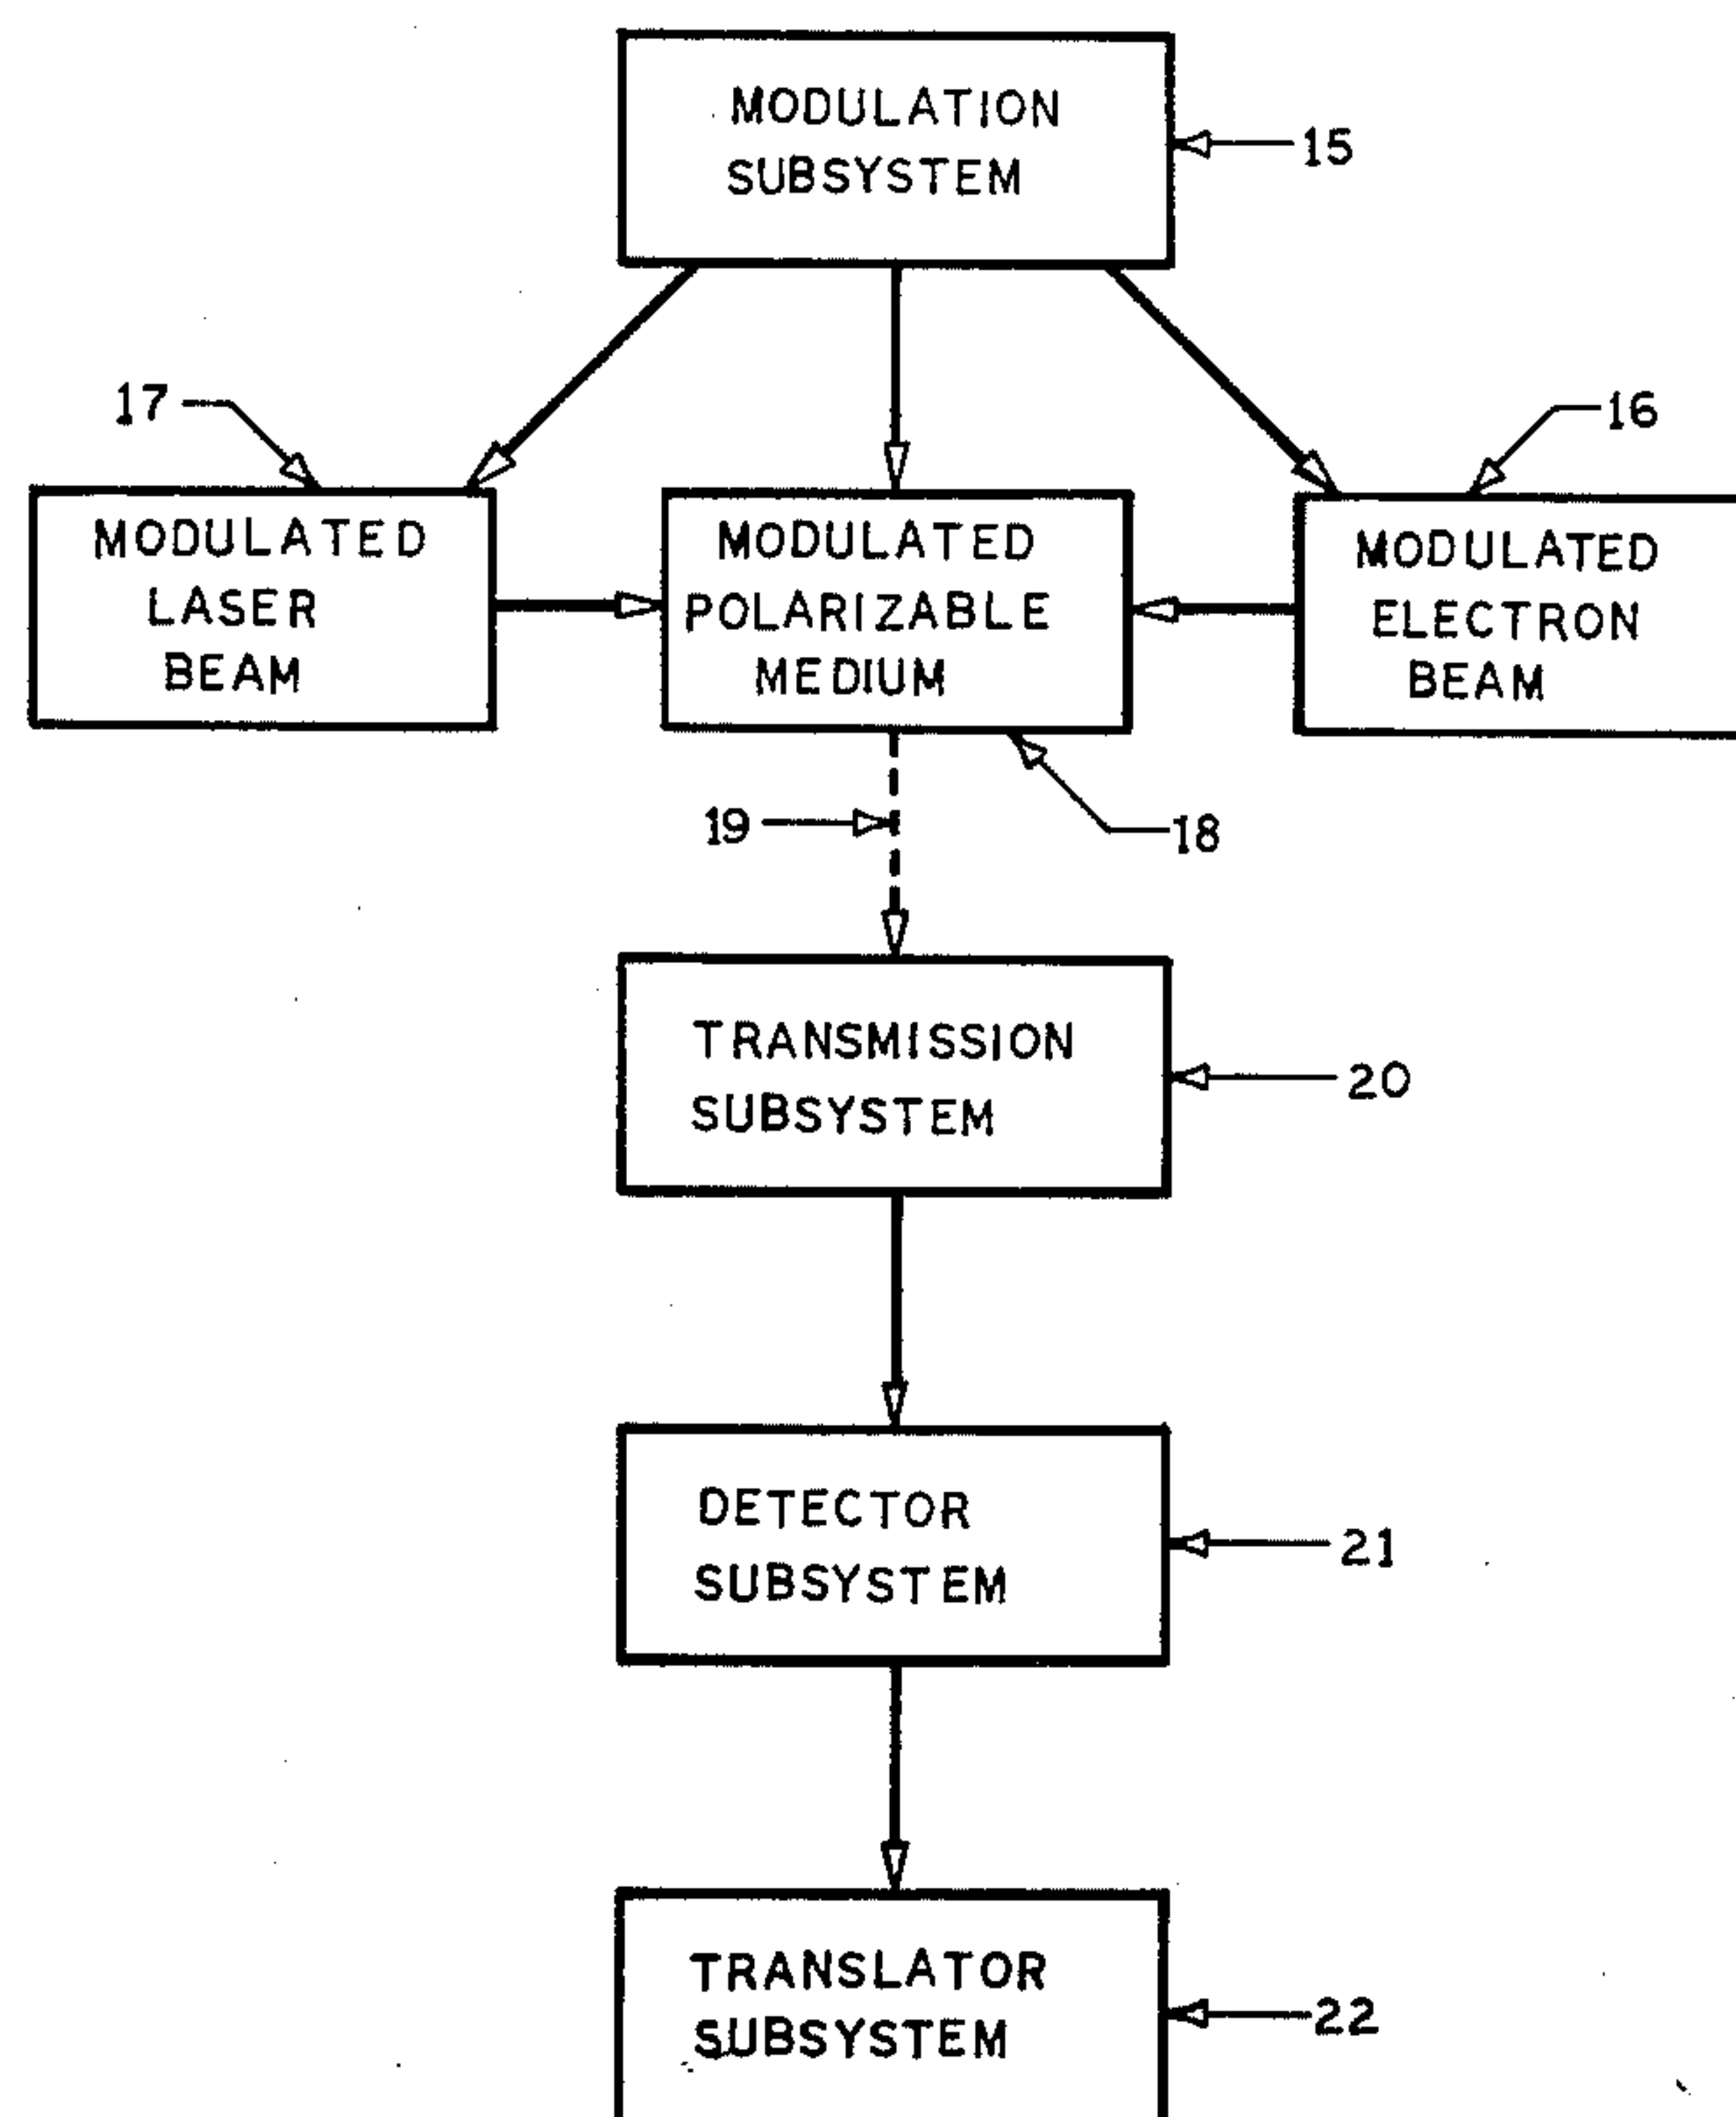 MODULATION
SUBSYSTEM
15
17
16
MODULATED
LASER
BEAM
MODULATED
POLARIZABLE
MEDIUM
MODULATED
ELECTRON
BEAM
19
18
TRANSMISSION
SUBSYSTEM
20
DETECTOR
SUBSYSTEM
21
TRANSLATOR
SUBSYSTEM
22